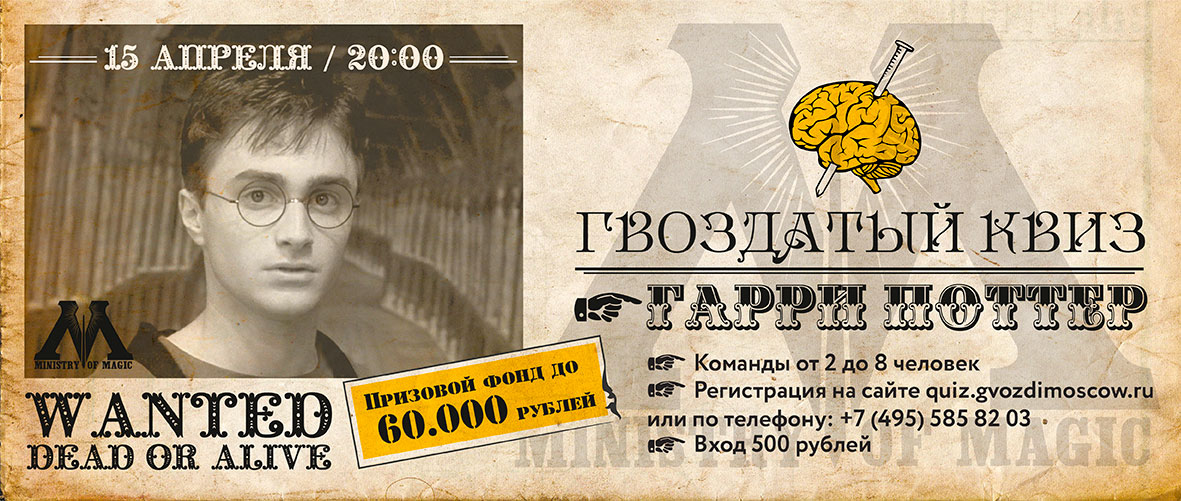 15 АПРЕЛЯ / 20:00
MINISTRY OF MAGIC
WANTED
DEAD OR ALIVE
ПРИЗОВОЙ ФОНД ДО
60.000 РУБЛЕЙ
ГВОЗДАТЫЙ КВИЗ
ГАРРИ ПОТТЕР
Команды от 2 до 8 человек
Регистрация на сайте quiz.gvozdimoscow.ru
или по телефону: +7 (495) 585 82 03
Вход 500 рублей
MINISTRY OF MAGIC